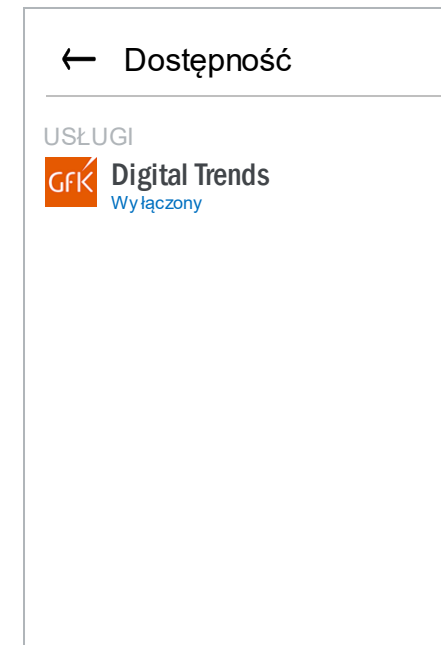 Dostępność
USŁUGI
GfK
Digital Trends
Wyłączony